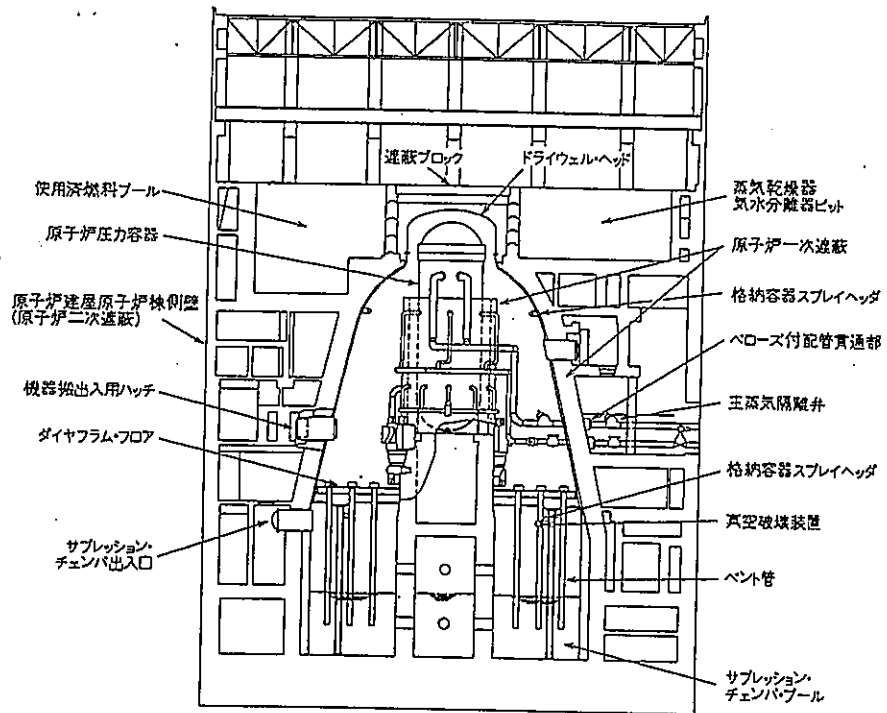 遮蔽ブロック
ドライウェル・ヘッド
使用済燃料プール
蒸気乾燥器
気水分離器ピット
原子炉圧力容器
原子炉一次遮蔽
原子炉建屋原子炉棟側壁
(原子炉二次遮蔽)
格納容器スプレイヘッダ
ベローズ付配管貫通部
機器搬出入用ハッチ
主蒸気隔離弁
ダイヤフラム・フロア
格納容器スプレイヘッダ
真空破壊装置
サプレッション・
チェンバ出入口
ベント管
サプレッション・
チェンバ・プール